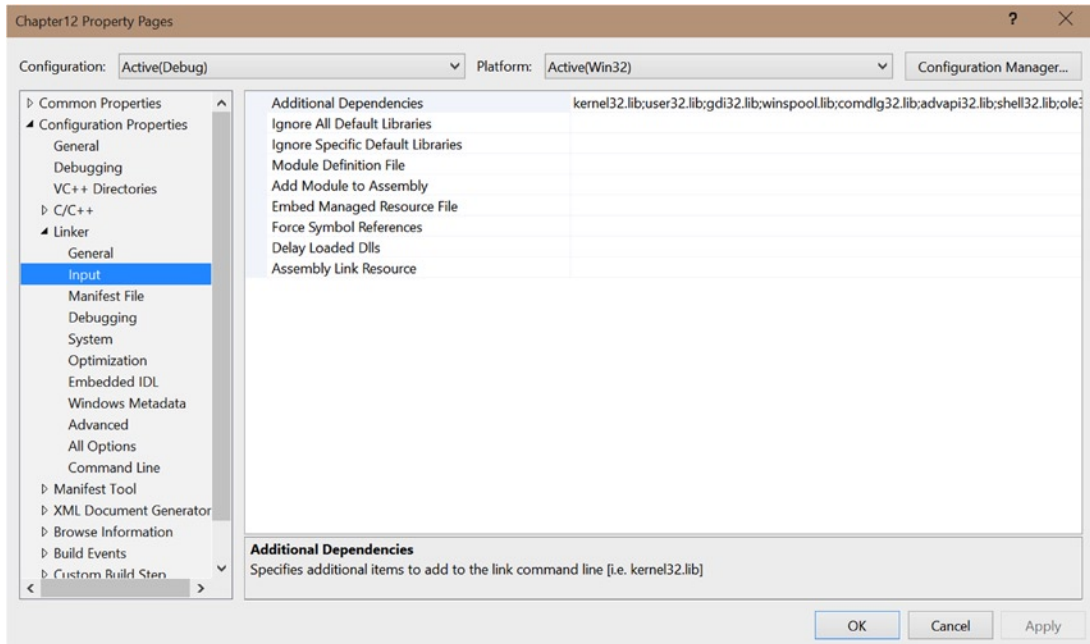 Chapter12 Property Pages
?
Configuration: Active(Debug) Platform: Active(Win32) Configuration Manager...
Common Properties
Configuration Properties
General
Debugging
VC++ Directories
C/C++
Linker
General
Input
Manifest File
Debugging
System
Optimization
Embedded IDL
Windows Metadata
Advanced
All Options
Command Line
Manifest Tool
XML Document Generator
Browse Information
Build Events
Custom Build Step
Additional Dependencies kernel32.lib;user32.lib;gdi32.lib;winspool.lib;comdlg32.lib;advapi32.lib;shell32.lib;ole3
Ignore All Default Libraries
Ignore Specific Default Libraries
Module Definition File
Add Module to Assembly
Embed Managed Resource File
Force Symbol References
Delay Loaded Dlls
Assembly Link Resource
Additional Dependencies
Specifies additional items to add to the link command line [i.e. kernel32.lib]
OK Cancel Apply